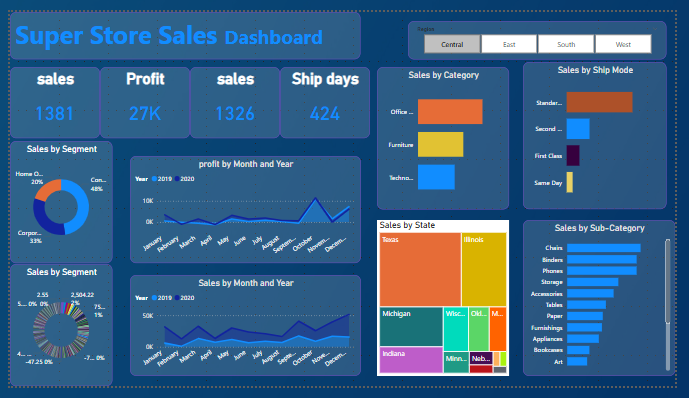 Super Store Sales Dashboard
Region
Central East South West
sales Profit sales Ship days
1381 27K 1326 424
Sales by Segment
Home O... 20%
Con... 48%
Corpor... 33%
profit by Month and Year
Year 2019 2020
10K
0K
January February March April May June July August Septem... October Novem... Decem...
Sales by Category
Office ...
Furniture
Techno...
Sales by Ship Mode
Stander...
Second ...
First Class
Same Day
Sales by Segment
2.55
5.... 0% 0%
2,504.22
2%
75...
1%
4....
0%
-47.25 0%
-7... 0%
Sales by Month and Year
Year 2019 2020
50K
0K
January February March April May June July August Septe... October Novem... Decem...
Sales by State
Texas
Illinois
Michigan
Indiana
Wisc...
Okl...
M...
Minn...
Neb...
Sales by Sub-Category
Chairs
Binders
Phones
Storage
Accessories
Tables
Paper
Furnishings
Appliances
Bookcases
Art